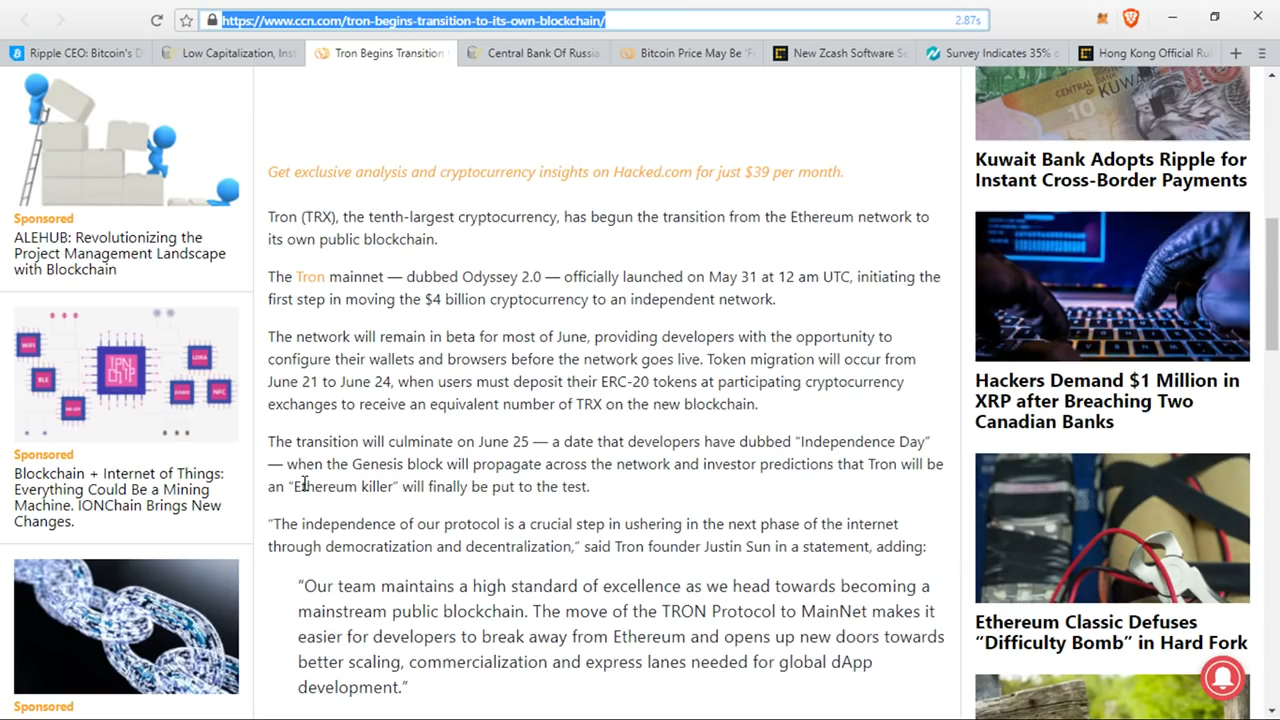 https://www.ccn.com/tron-begins-transition-to-its-own-blockchain/
2.87s
Ripple CEO: Bitcoin's D
Low Capitalization, Inst
Tron Begins Transition
Central Bank Of Russia
Bitcoin Price May Be 'F
New Zcash Software Se
Survey Indicates 35% o
Hong Kong Official Ru
Sponsored
ALEHUB: Revolutionizing the
Project Management Landscape
with Blockchain
Sponsored
Blockchain + Internet of Things:
Everything Could Be a Mining
Machine. IONChain Brings New
Changes.
Sponsored
Get exclusive analysis and cryptocurrency insights on Hacked.com for just $39 per month.
Tron (TRX), the tenth-largest cryptocurrency, has begun the transition from the Ethereum network to
its own public blockchain.
The Tron mainnet — dubbed Odyssey 2.0 — officially launched on May 31 at 12 am UTC, initiating the
first step in moving the $4 billion cryptocurrency to an independent network.
The network will remain in beta for most of June, providing developers with the opportunity to
configure their wallets and browsers before the network goes live. Token migration will occur from
June 21 to June 24, when users must deposit their ERC-20 tokens at participating cryptocurrency
exchanges to receive an equivalent number of TRX on the new blockchain.
The transition will culminate on June 25 — a date that developers have dubbed “Independence Day”
— when the Genesis block will propagate across the network and investor predictions that Tron will be
an “Ethereum killer” will finally be put to the test.
“The independence of our protocol is a crucial step in ushering in the next phase of the internet
through democratization and decentralization,” said Tron founder Justin Sun in a statement, adding:
“Our team maintains a high standard of excellence as we head towards becoming a
mainstream public blockchain. The move of the TRON Protocol to MainNet makes it
easier for developers to break away from Ethereum and opens up new doors towards
better scaling, commercialization and express lanes needed for global dApp
development.”
CENTRAL BANK OF KUWAIT
10
Kuwait Bank Adopts Ripple for
Instant Cross-Border Payments
Hackers Demand $1 Million in
XRP after Breaching Two
Canadian Banks
Ethereum Classic Defuses
“Difficulty Bomb” in Hard Fork